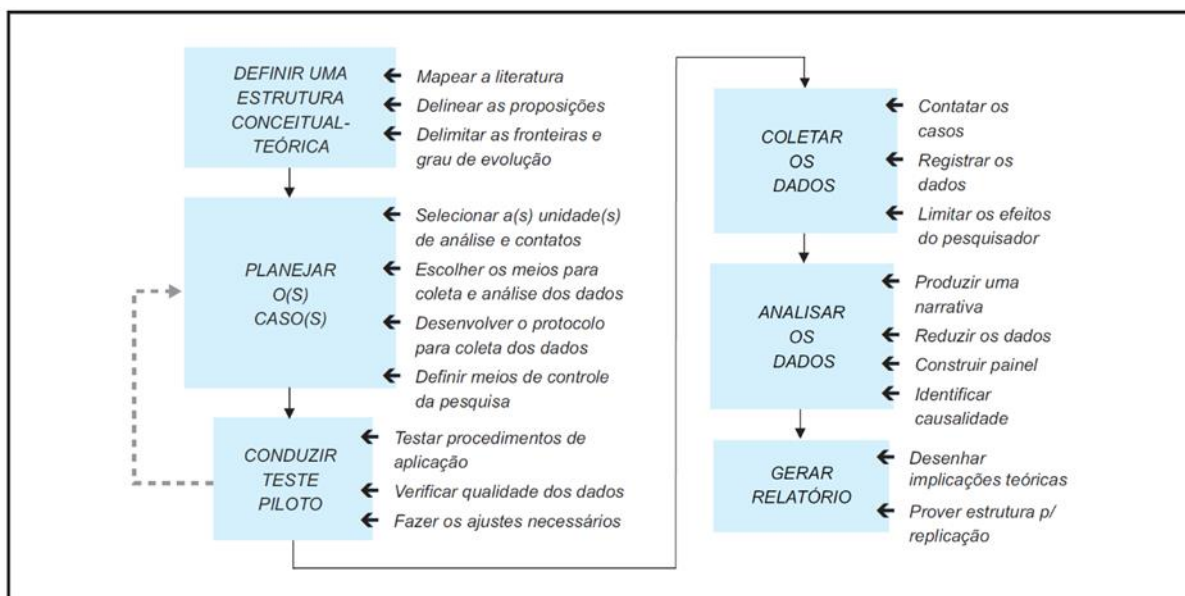 DEFINIR UMA
ESTRUTURA
CONCEITUAL-
TEÓRICA
Mapear a literatura
Delinear as proposições
Delimitar as fronteiras e
grau de evolução
PLANEJAR
O(S)
CASO(S)
Selecionar a(s) unidade(s)
de análise e contatos
Escolher os meios para
coleta e análise dos dados
Desenvolver o protocolo
para coleta dos dados
Definir meios de controle
da pesquisa
CONDUZIR
TESTE
PILOTO
Testar procedimentos de
aplicação
Verificar qualidade dos dados
Fazer os ajustes necessários
COLETAR
OS
DADOS
Contatar os
casos
Registrar os
dados
Limitar os efeitos
do pesquisador
ANALISAR
OS
DADOS
Produzir uma
narrativa
Reduzir os dados
Construir painel
Identificar
causalidade
GERAR
RELATÓRIO
Desenhar
implicações teóricas
Prover estrutura p/
replicação